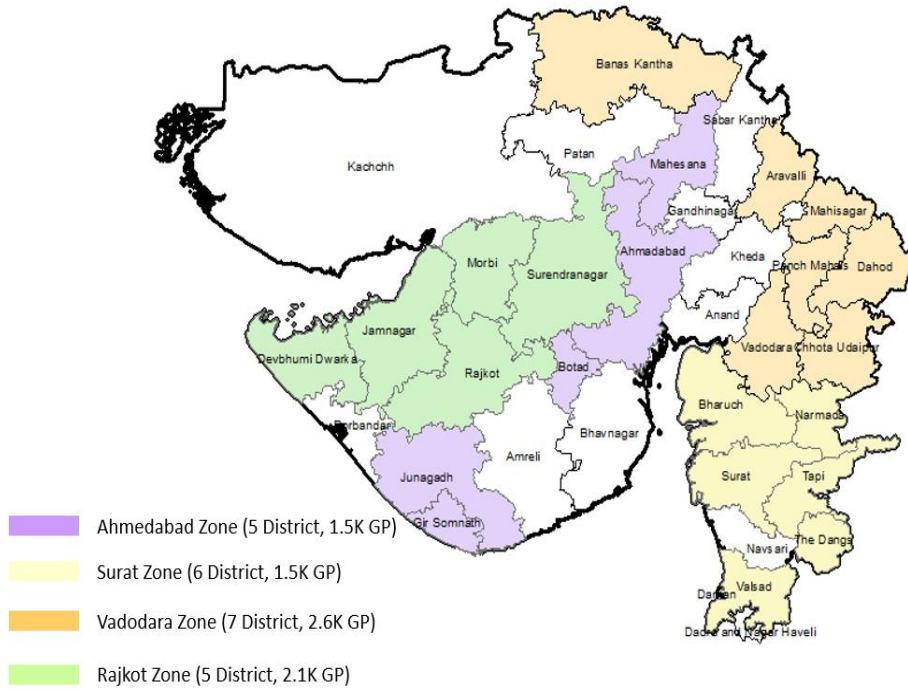 Banas Kantha
Sabar Kantha
Patan
Mahesana
Kachchh
Aravalli
Gandhinagar
Mahisagar
Ahmadabad
Morbi
Kheda
Surendranagar
Panch Mahals
Dahod
Anand
Jamnagar
Devbhumi Dwarka
Rajkot
Botad
Vadodara
Chhota Udaipur
Porbandar
Bharuch
Narmada
Bhavnagar
Amreli
Junagadh
Surat
Tapi
Gir Somnath
The Dangs
Navsari
Valsad
Daman
Dadra and Nagar Haveli
Ahmedabad Zone (5 District, 1.5K GP)
Surat Zone (6 District, 1.5K GP)
Vadodara Zone (7 District, 2.6K GP)
Rajkot Zone (5 District, 2.1K GP)